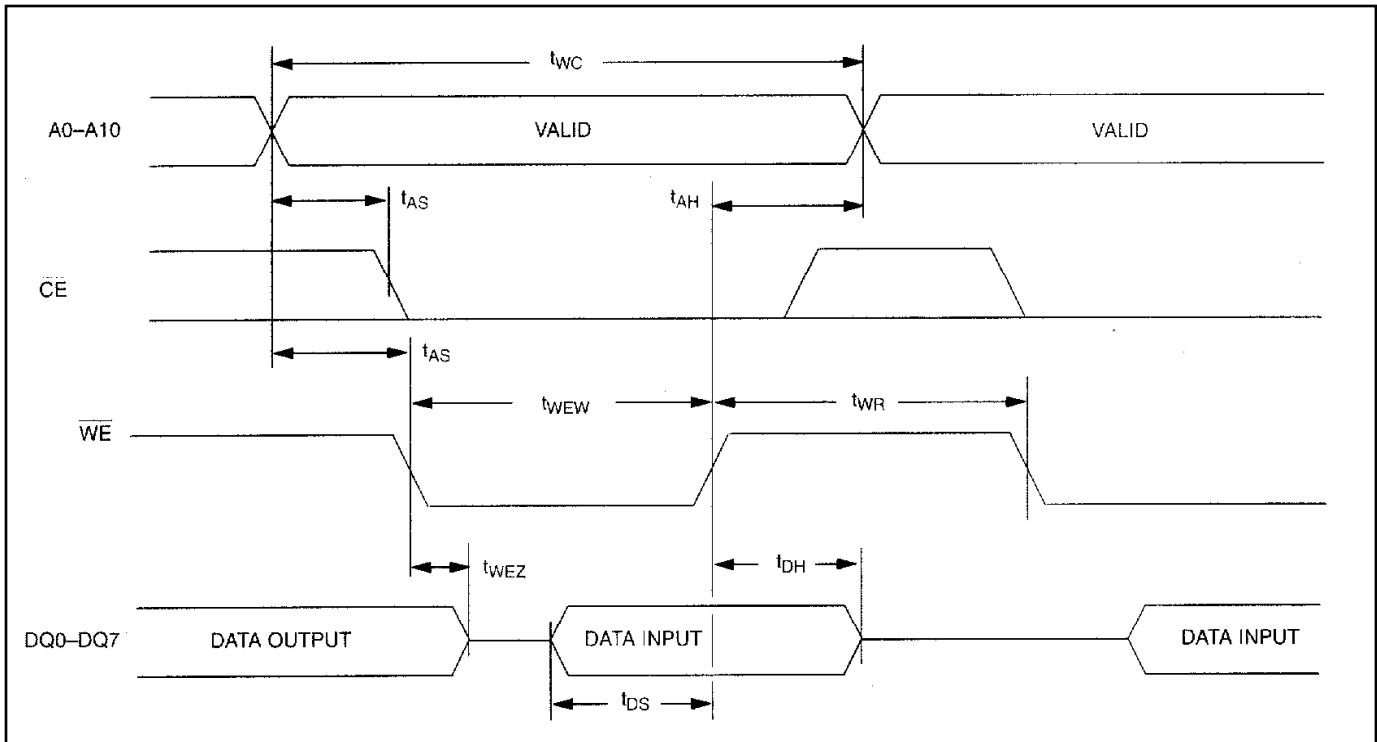 tWC
A0–A10 VALID VALID
tAS tAH
CE
tAS
tWEW tWR
WE
tWEZ tDH
DQ0–DQ7 DATA OUTPUT DATA INPUT DATA INPUT
tDS